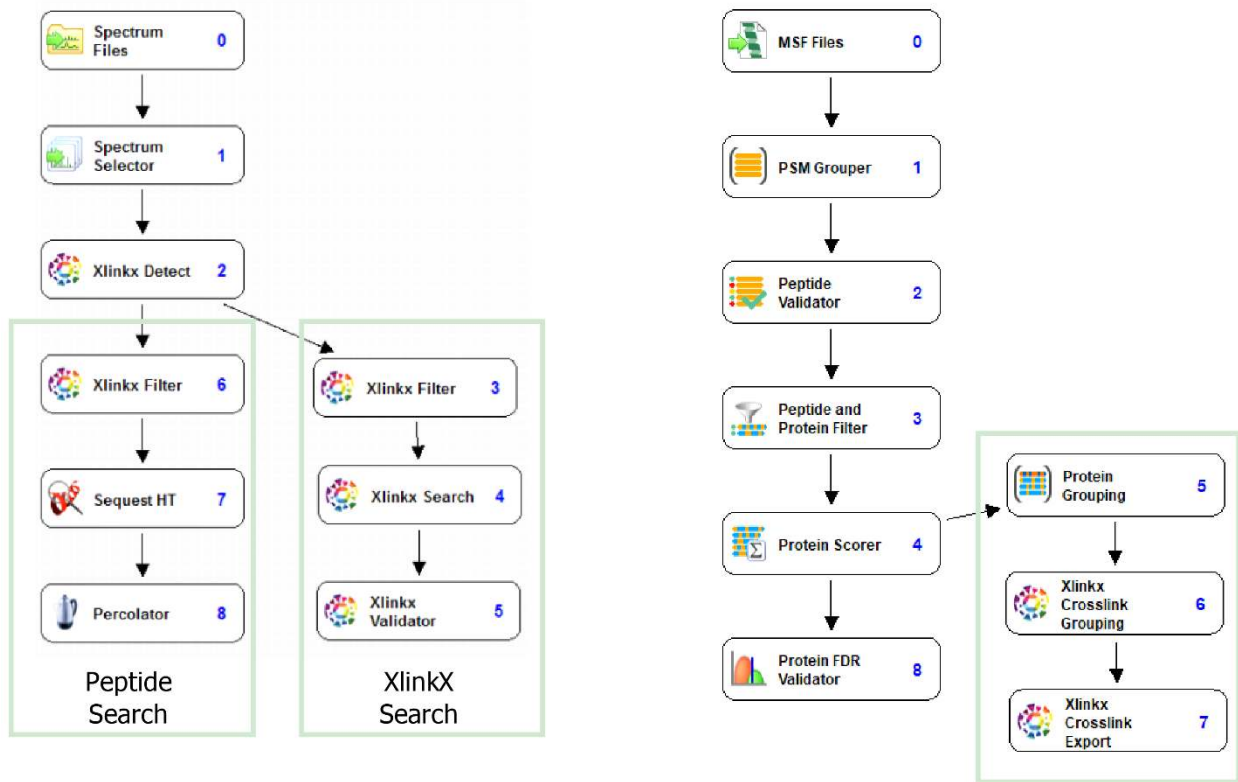 Spectrum
Files
0
Spectrum
Selector
1
Xlinkx Detect
2
Xlinkx Filter
6
Sequest HT
7
Percolator
8
Peptide
Search
Xlinkx Filter
3
Xlinkx Search
4
Xlinkx
Validator
5
XlinkX
Search
MSF Files
0
PSM Grouper
1
Peptide
Validator
2
Peptide and
Protein Filter
3
Protein Scorer
4
Protein FDR
Validator
8
Protein
Grouping
5
Xlinkx
Crosslink
Grouping
6
Xlinkx
Crosslink
Export
7